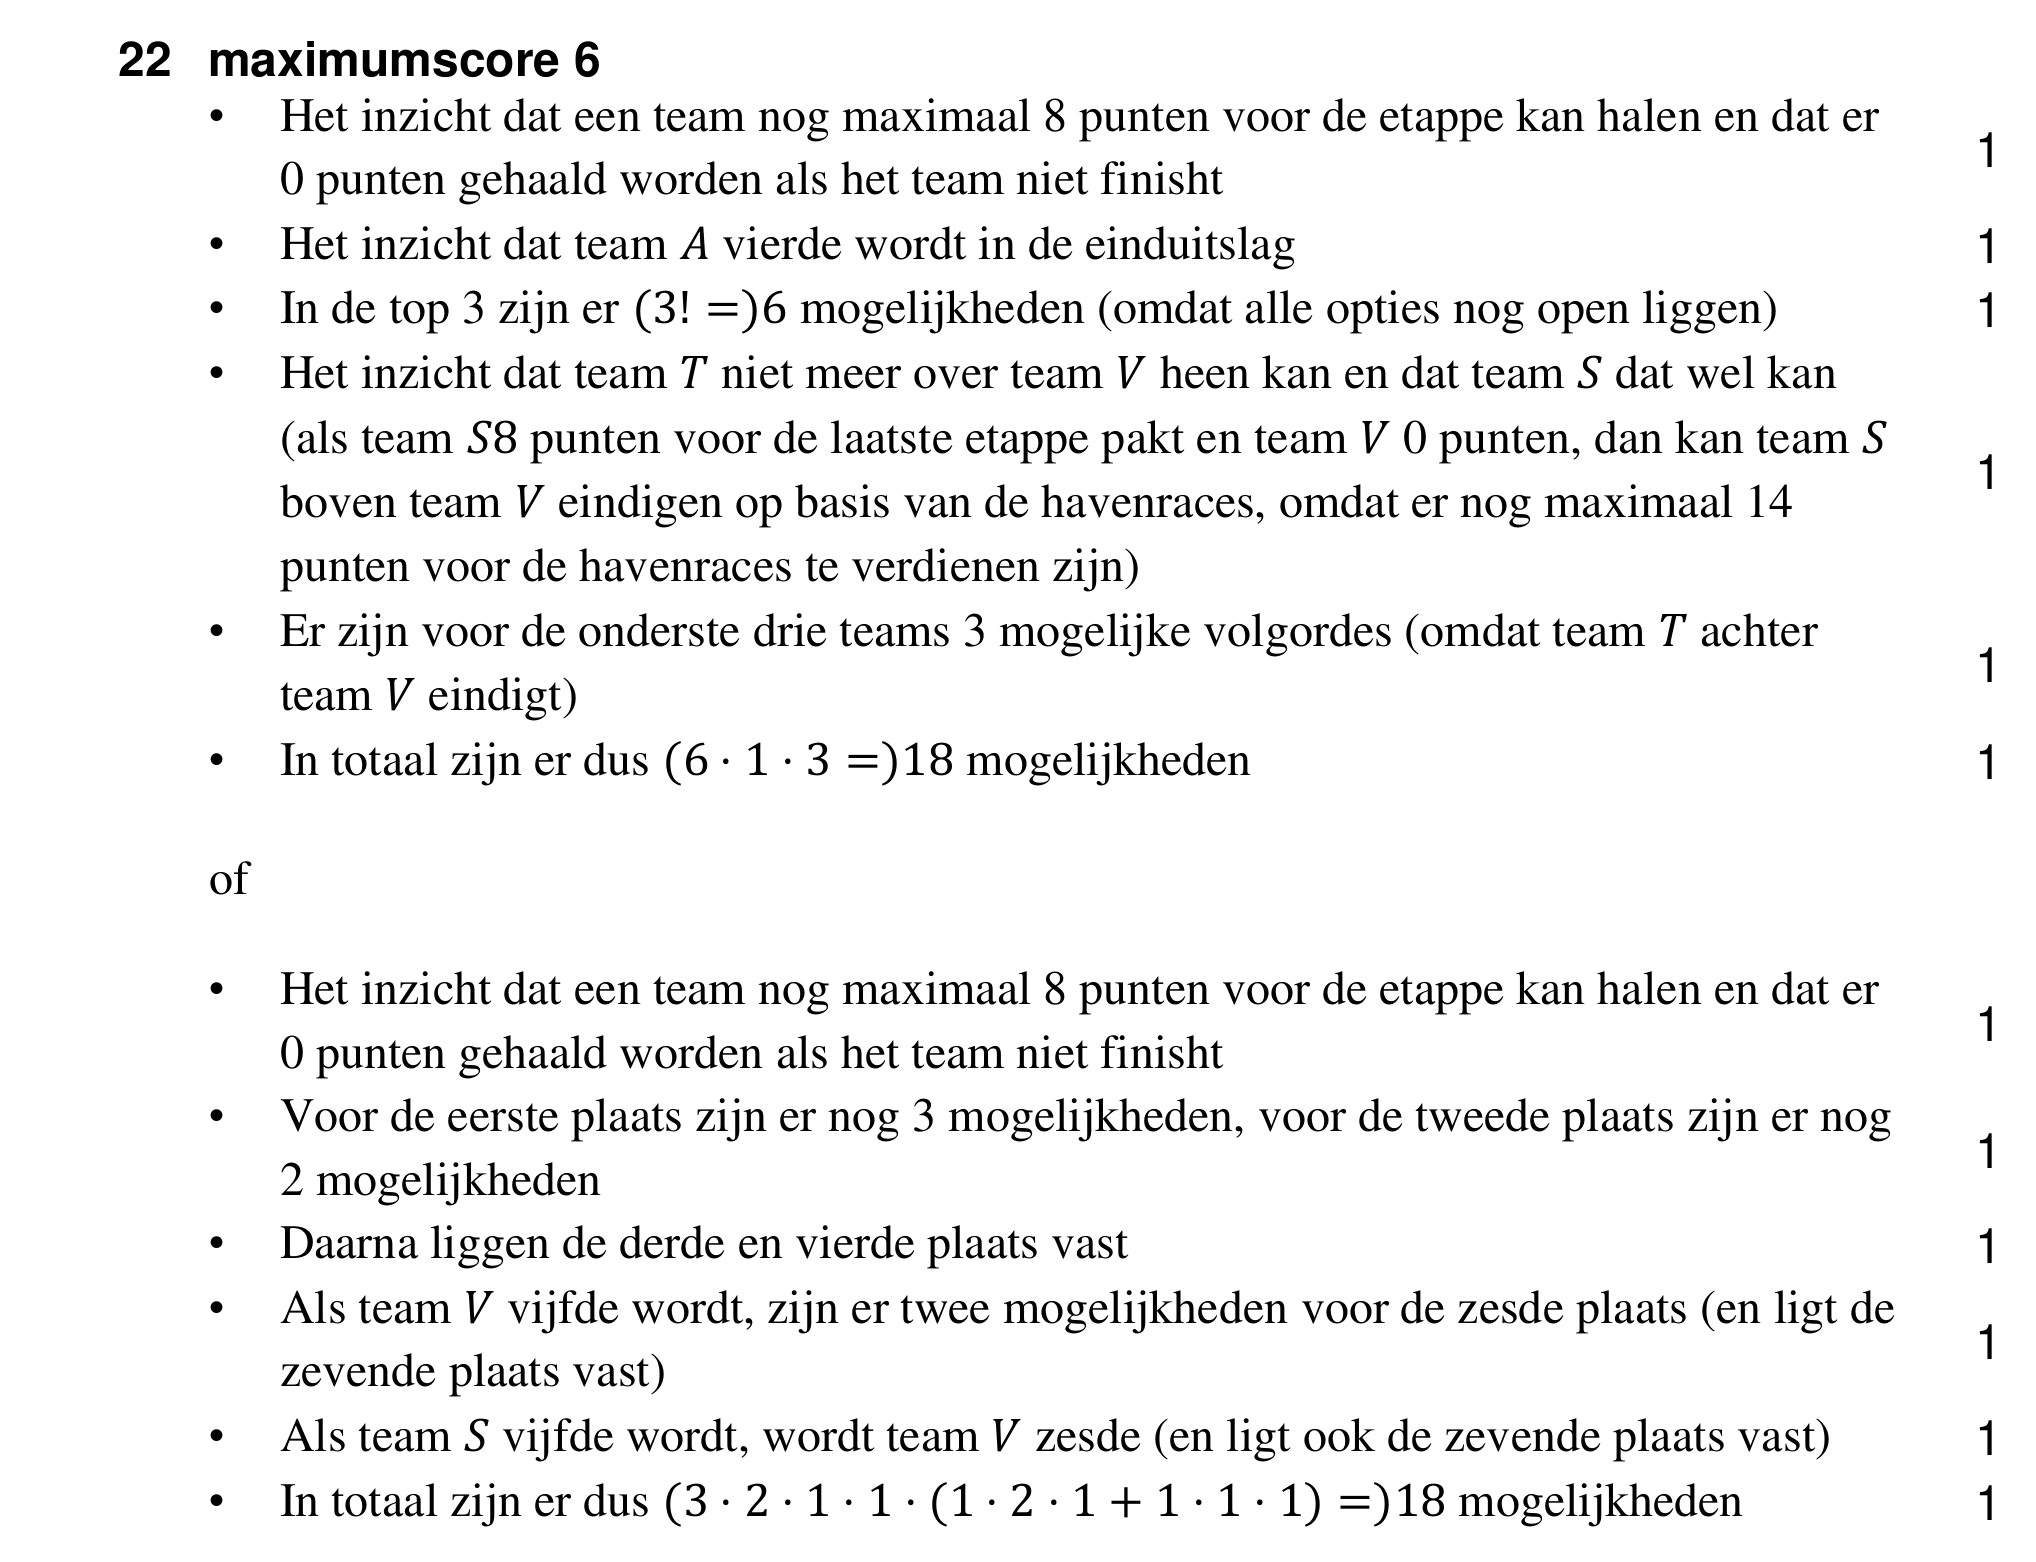 22 maximumscore 6
• Het inzicht dat een team nog maximaal 8 punten voor de etappe kan halen en dat er
0 punten gehaald worden als het team niet finisht 1
• Het inzicht dat team A vierde wordt in de einduitslag 1
• In de top 3 zijn er (3! =)6 mogelijkheden (omdat alle opties nog open liggen) 1
• Het inzicht dat team T niet meer over team V heen kan en dat team S dat wel kan
(als team S8 punten voor de laatste etappe pakt en team V 0 punten, dan kan team S
boven team V eindigen op basis van de havenraces, omdat er nog maximaal 14 1
punten voor de havenraces te verdienen zijn)
• Er zijn voor de onderste drie teams 3 mogelijke volgordes (omdat team T achter
team V eindigt) 1
• In totaal zijn er dus (6 · 1 · 3 =)18 mogelijkheden 1
of
• Het inzicht dat een team nog maximaal 8 punten voor de etappe kan halen en dat er
0 punten gehaald worden als het team niet finisht 1
• Voor de eerste plaats zijn er nog 3 mogelijkheden, voor de tweede plaats zijn er nog
2 mogelijkheden 1
• Daarna liggen de derde en vierde plaats vast 1
• Als team V vijfde wordt, zijn er twee mogelijkheden voor de zesde plaats (en ligt de
zevende plaats vast) 1
• Als team S vijfde wordt, wordt team V zesde (en ligt ook de zevende plaats vast) 1
• In totaal zijn er dus (3 · 2 · 1 · 1 · (1 · 2 · 1 + 1 · 1 · 1) =)18 mogelijkheden 1